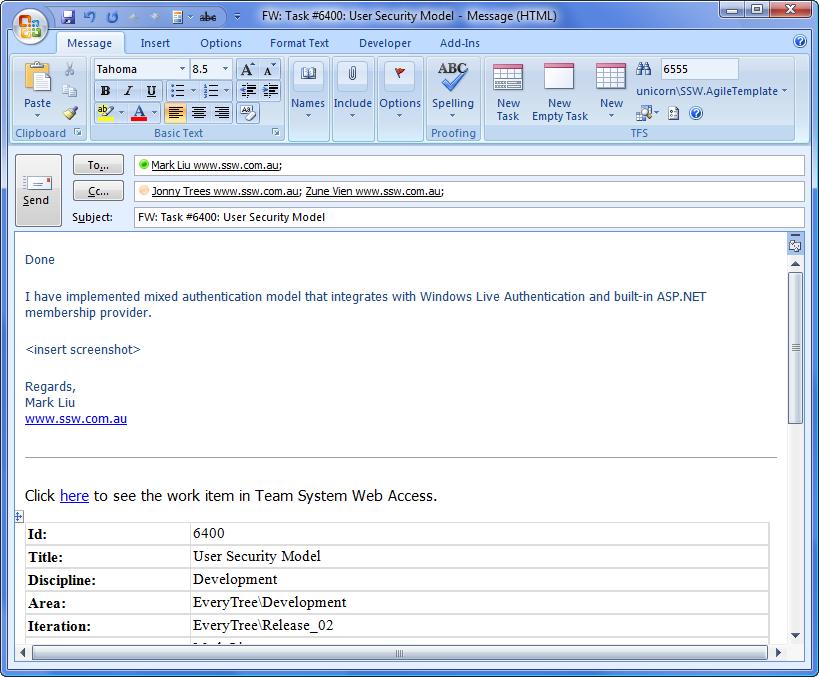 FW: Task #6400: User Security Model - Message (HTML)
Message Insert Options Format Text Developer Add-Ins
Paste
Clipboard
Tahoma 8.5
B I U
Basic Text
Names
Include
Options
ABC
Spelling
Proofing
New Task
New Empty Task
New
6555
unicorn\SSW.AgileTemplate
TFS
Send
To...
Mark Liu www.ssw.com.au;
Cc...
Jonny Trees www.ssw.com.au; Zune Vien www.ssw.com.au;
Subject:
FW: Task #6400: User Security Model
Done
I have implemented mixed authentication model that integrates with Windows Live Authentication and built-in ASP.NET
membership provider.
<insert screenshot>
Regards,
Mark Liu
www.ssw.com.au
Click here to see the work item in Team System Web Access.
Id: 6400
Title: User Security Model
Discipline: Development
Area: EveryTree\Development
Iteration: EveryTree\Release_02